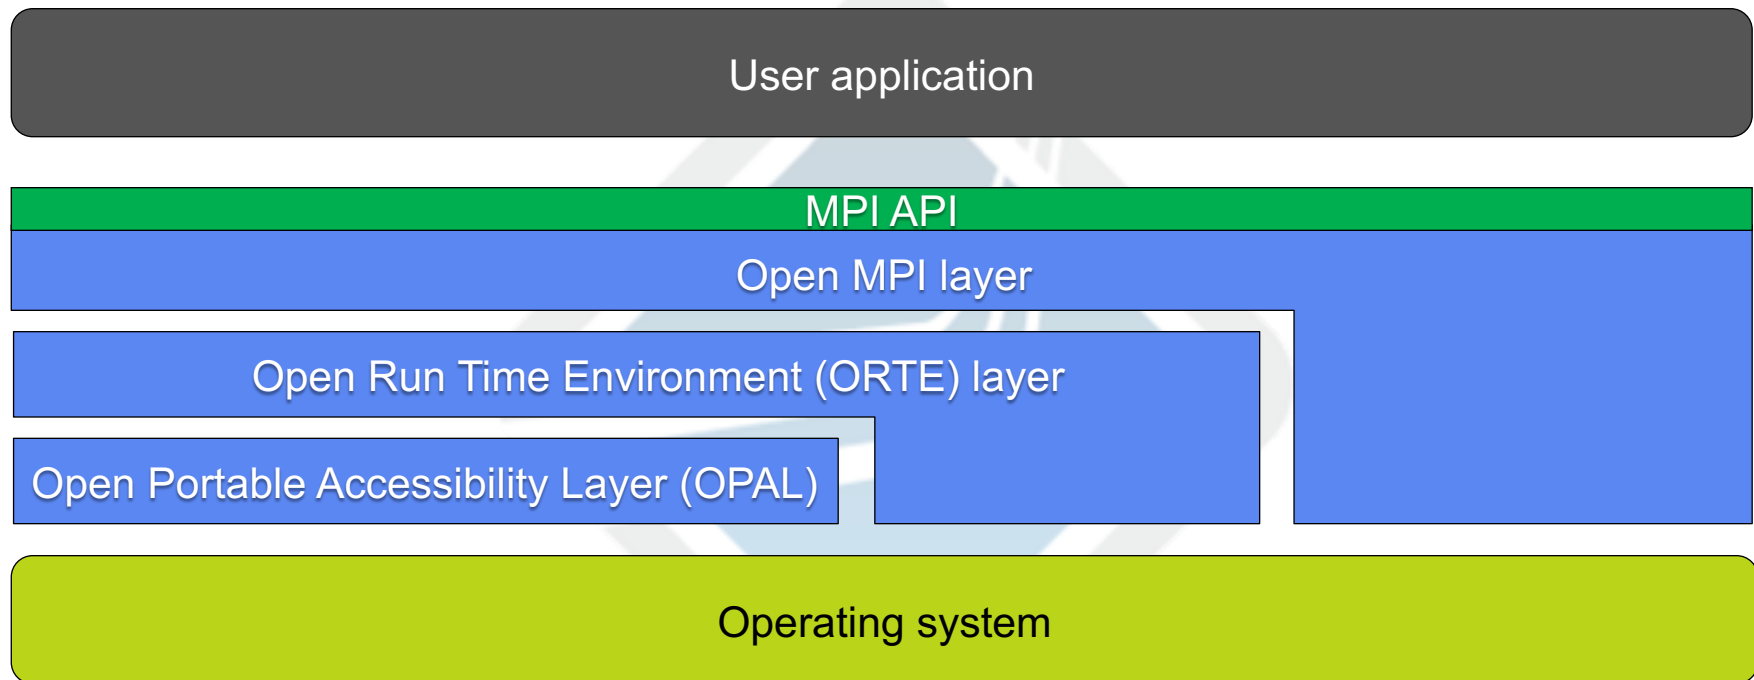 User application
MPI API
Open MPI layer
Open Run Time Environment (ORTE) layer
Open Portable Accessibility Layer (OPAL)
Operating system